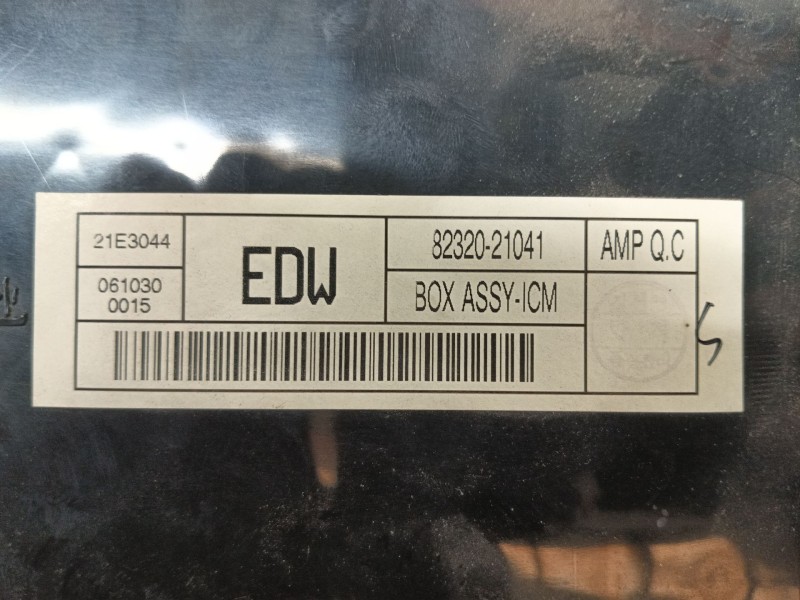 21E3044
061030
0015
EDW
82320-21041
BOX ASSY-ICM
AMP Q.C